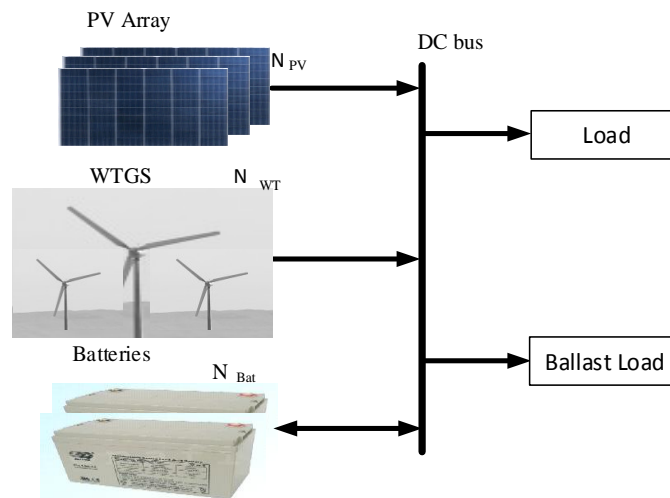 PV Array
N PV
DC bus
Load
WTGS
N WT
Batteries
N Bat
Ballast Load